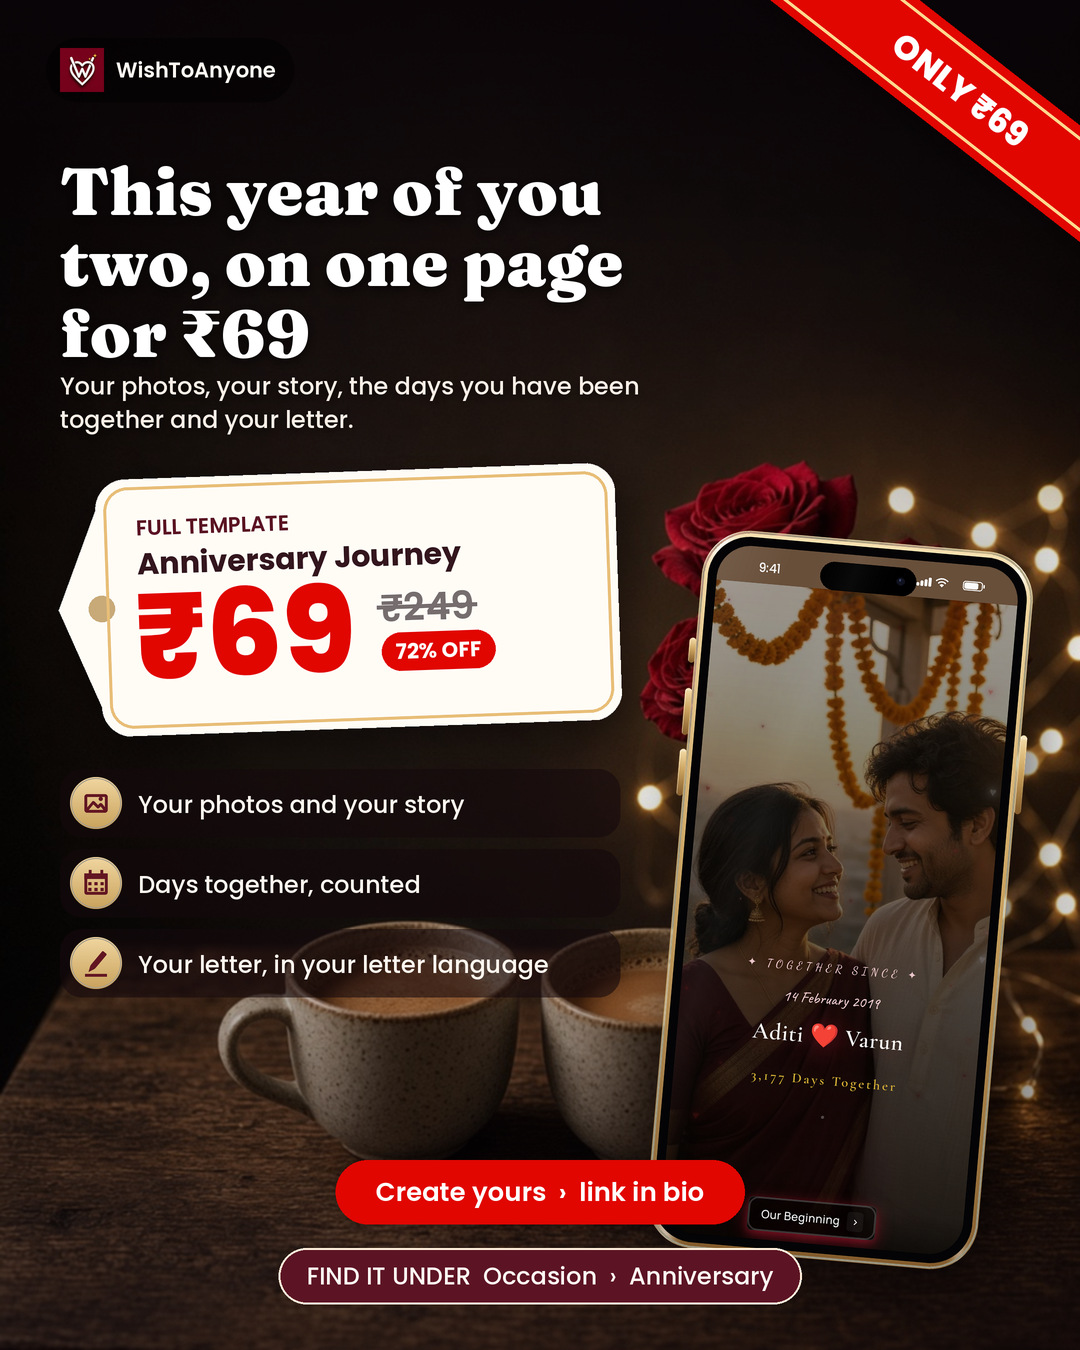 WishToAnyone
ONLY ₹69
This year of you
two, on one page
for ₹69
Your photos, your story, the days you have been
together and your letter.
FULL TEMPLATE
Anniversary Journey
₹69 ₹249
72% OFF
Your photos and your story
Days together, counted
Your letter, in your letter language
9:41
✦ TOGETHER SINCE ✦
14 February 2019
Aditi ❤️ Varun
3,177 Days Together
Our Beginning ›
Create yours › link in bio
FIND IT UNDER Occasion › Anniversary